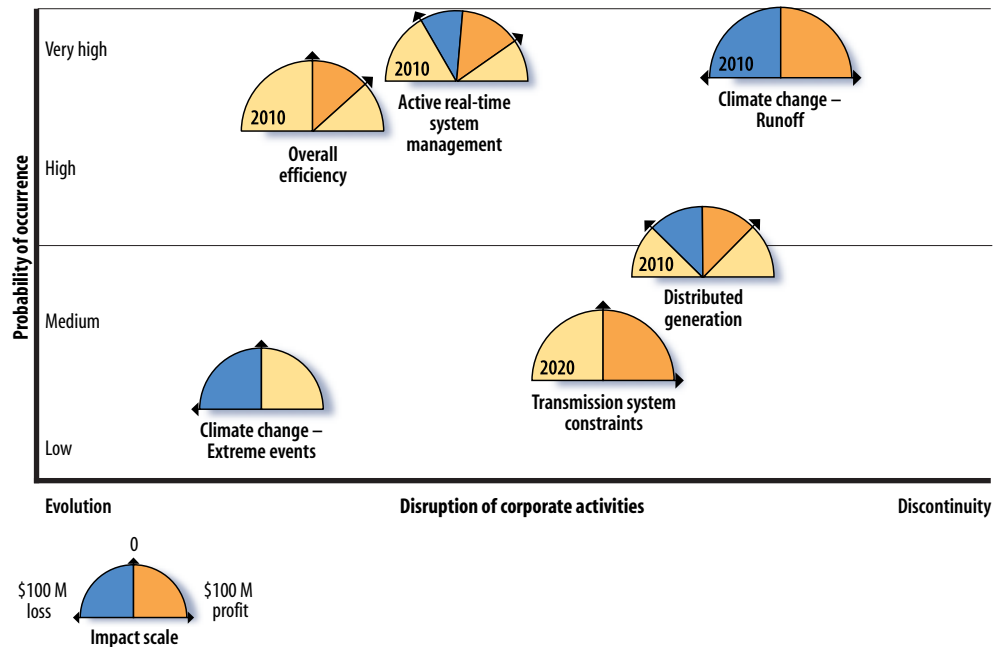 Very high
2010
Active real-time
system
management
2010
Climate change –
Runoff
2010
Overall
efficiency
High
Probability of occurrence
2010
Distributed
generation
Medium
2020
Transmission system
constraints
Climate change –
Extreme events
Low
Evolution
Disruption of corporate activities
Discontinuity
0
$100 M
loss
$100 M
profit
Impact scale